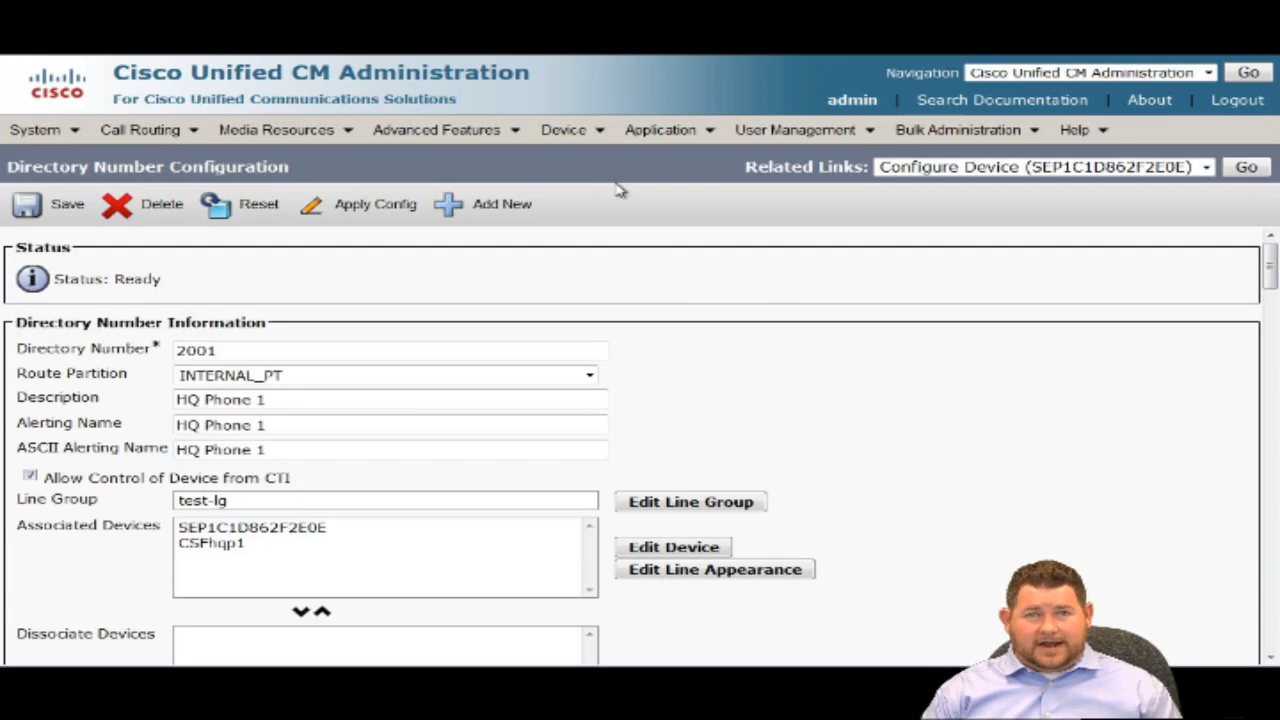 Cisco Unified CM Administration
Navigation Cisco Unified CM Administration Go
CISCO
For Cisco Unified Communications Solutions
admin | Search Documentation | About | Logout
System Call Routing Media Resources Advanced Features Device Application User Management Bulk Administration Help
Directory Number Configuration
Related Links: Configure Device (SEP1C1D862F2E0E) Go
Save Delete Reset Apply Config Add New
Status
Status: Ready
Directory Number Information
Directory Number* 2001
Route Partition INTERNAL_PT
Description HQ Phone 1
Alerting Name HQ Phone 1
ASCII Alerting Name HQ Phone 1
Allow Control of Device from CTI
Line Group test-lg Edit Line Group
Associated Devices SEP1C1D862F2E0E
CSFhqp1
Edit Device
Edit Line Appearance
Dissociate Devices